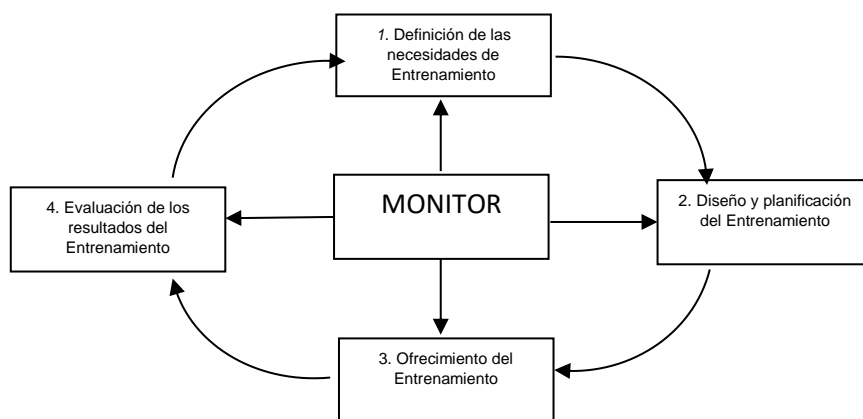 1. Definición de las
necesidades de
Entrenamiento
4. Evaluación de los
resultados del
Entrenamiento
MONITOR
2. Diseño y planificación
del Entrenamiento
3. Ofrecimiento del
Entrenamiento